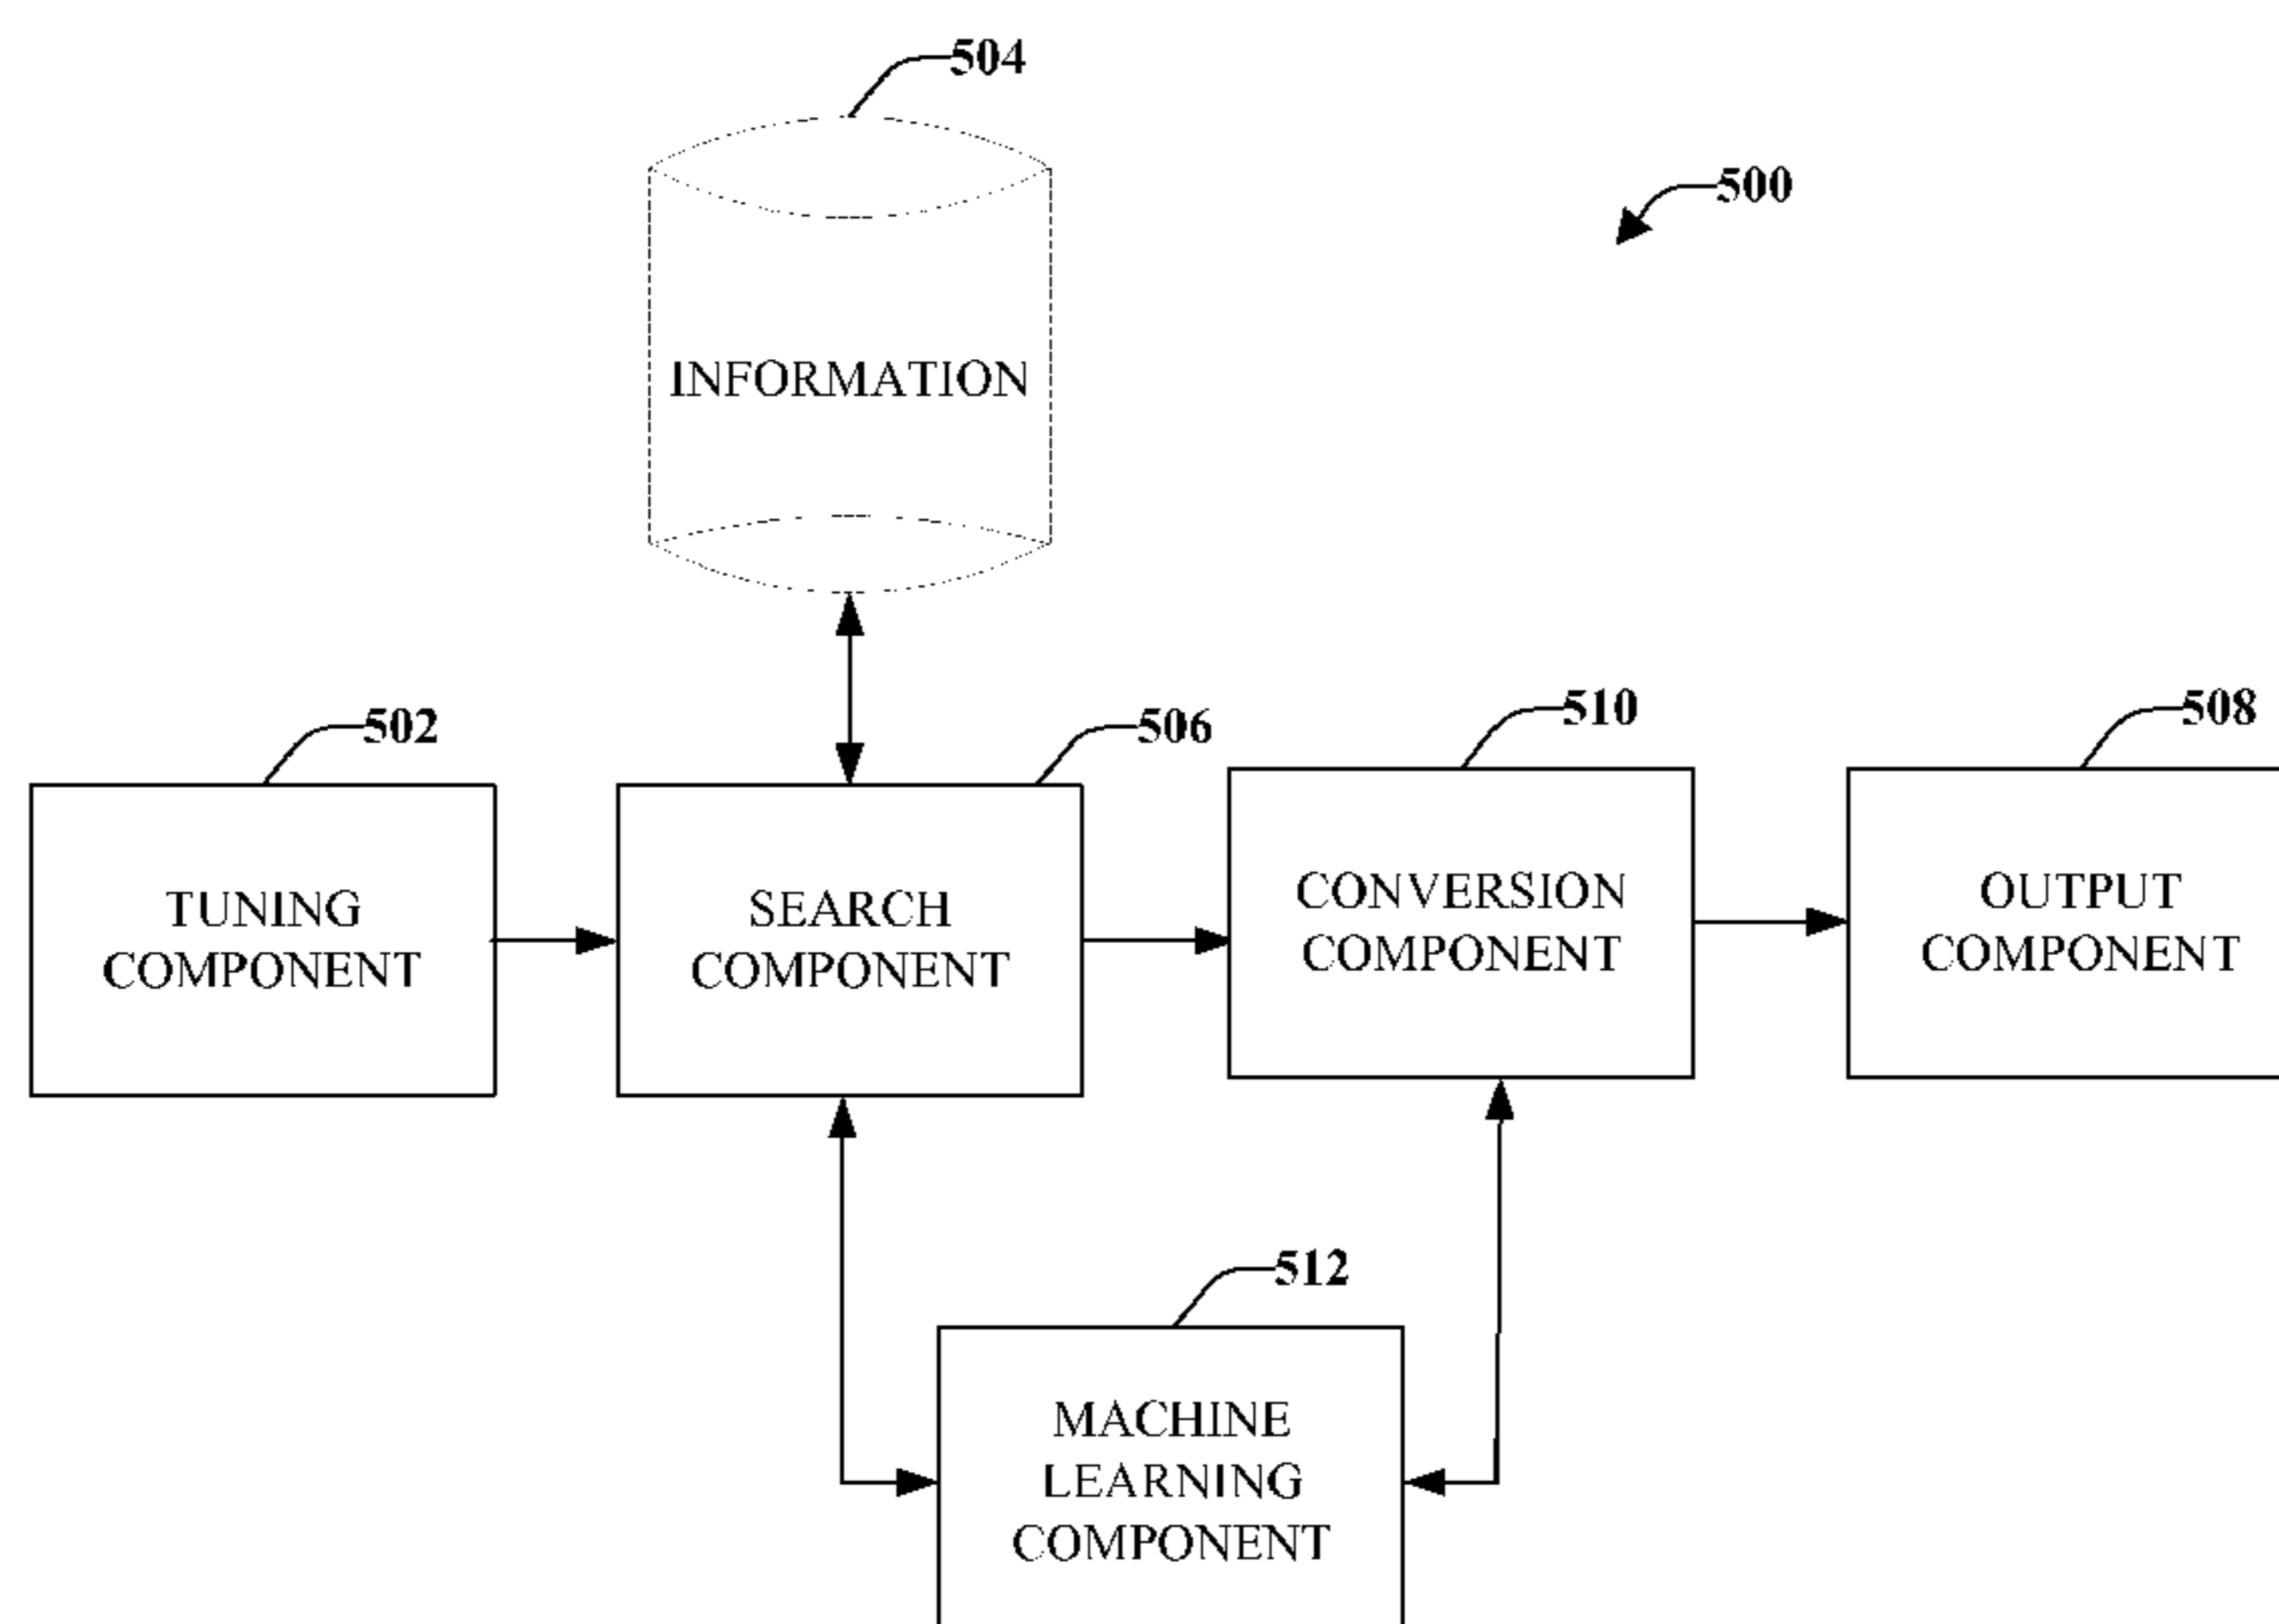 504
500
INFORMATION
502
506
510
508
TUNING
COMPONENT
SEARCH
COMPONENT
CONVERSION
COMPONENT
OUTPUT
COMPONENT
512
MACHINE
LEARNING
COMPONENT